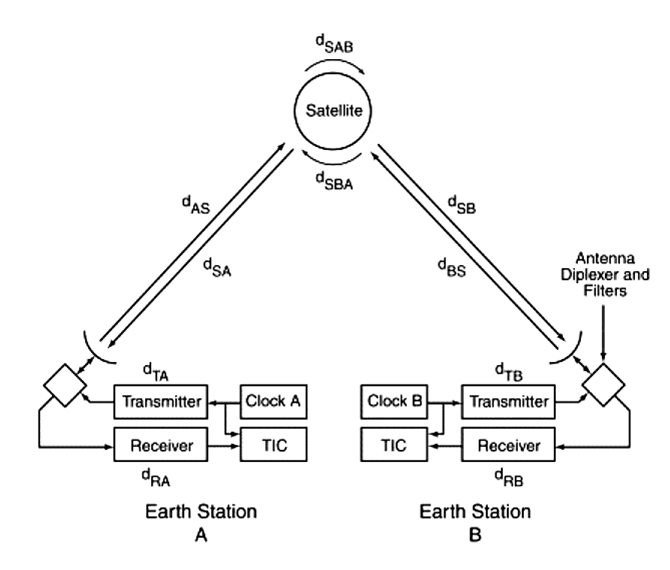 dSAB
Satellite
dSBA
dAS
dSB
dSA
dBS
Antenna
Diplexer and
Filters
dTA
dTB
Transmitter
Clock A
Clock B
Transmitter
Receiver
TIC
TIC
Receiver
dRA
dRB
Earth Station
A
Earth Station
B